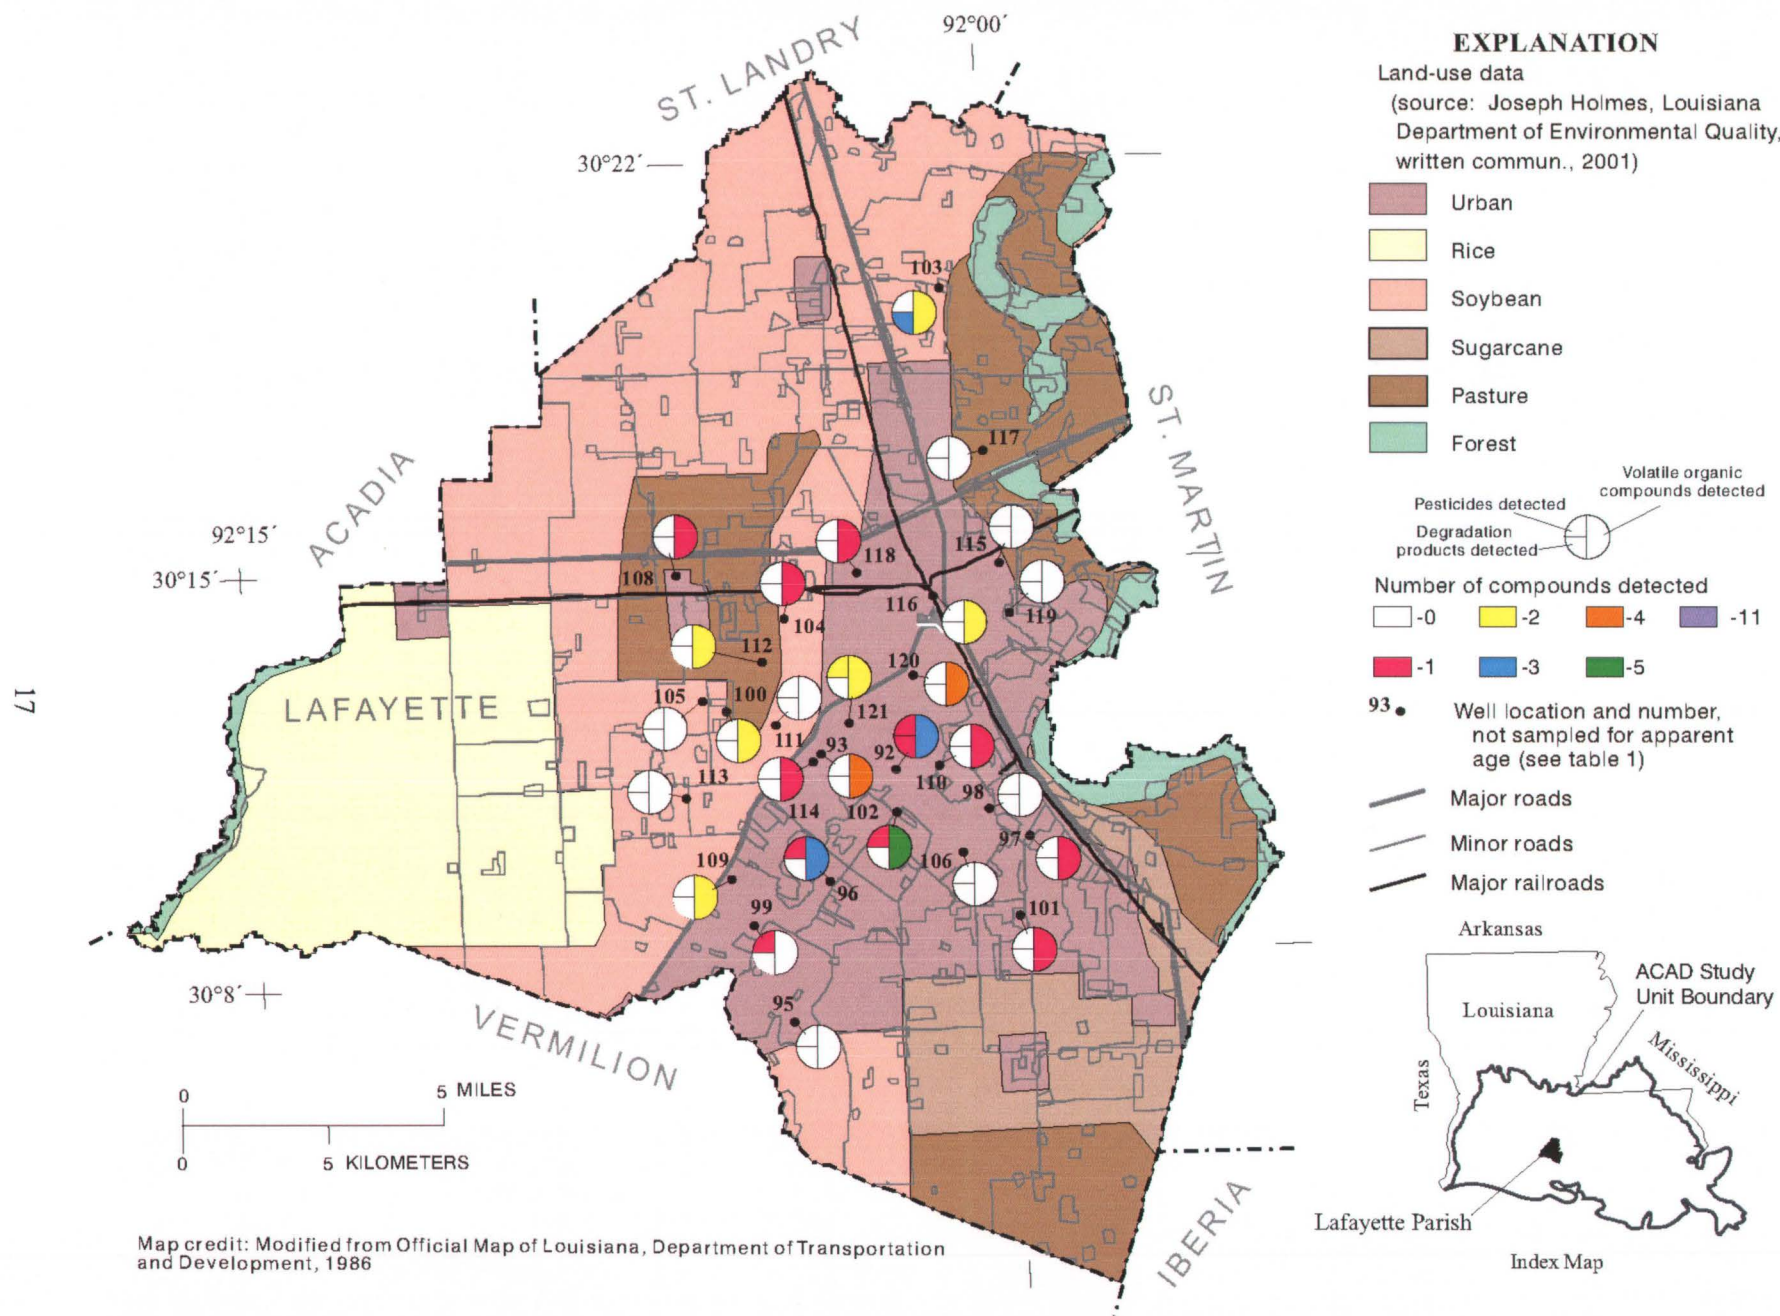 92°00´
ST. LANDRY
30°22´
ACADIA
ST. MARTIN
92°15´
30°15´
LAFAYETTE
30°8´
VERMILION
IBERIA
103
117
118
115
108
116
119
104
112
120
105
100
121
111
93
92
110
113
114
102
98
97
106
109
96
99
101
95
0
5 MILES
0
5 KILOMETERS
Map credit: Modified from Official Map of Louisiana, Department of Transportation
and Development, 1986
17
EXPLANATION
Land-use data
(source: Joseph Holmes, Louisiana
Department of Environmental Quality,
written commun., 2001)
Urban
Rice
Soybean
Sugarcane
Pasture
Forest
Volatile organic
compounds detected
Pesticides detected
Degradation
products detected
Number of compounds detected
-0
-2
-4
-11
-1
-3
-5
93
Well location and number,
not sampled for apparent
age (see table 1)
Major roads
Minor roads
Major railroads
Arkansas
ACAD Study
Unit Boundary
Louisiana
Mississippi
Texas
Lafayette Parish
Index Map